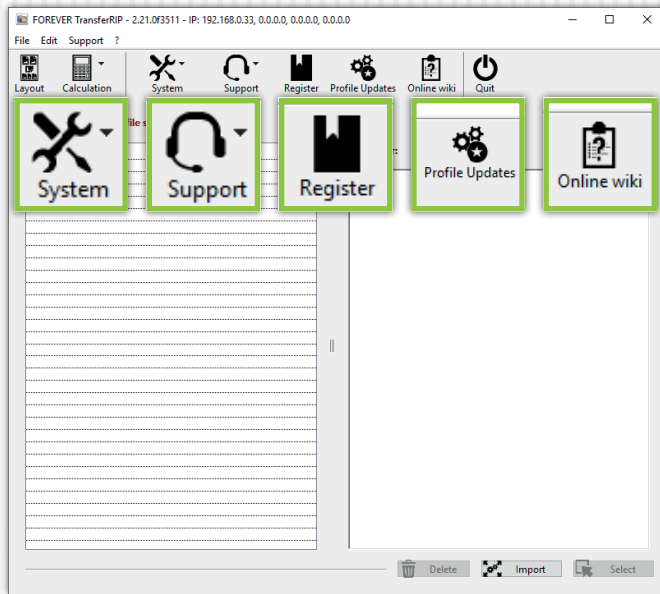 FOREVER TransferRIP - 2.21.0f3511 - IP: 192.168.0.33, 0.0.0.0, 0.0.0.0, 0.0.0.0
File Edit Support ?
Layout Calculation System Support Register Profile Updates Online wiki Quit
System Support Register Profile Updates Online wiki
Delete Import Select